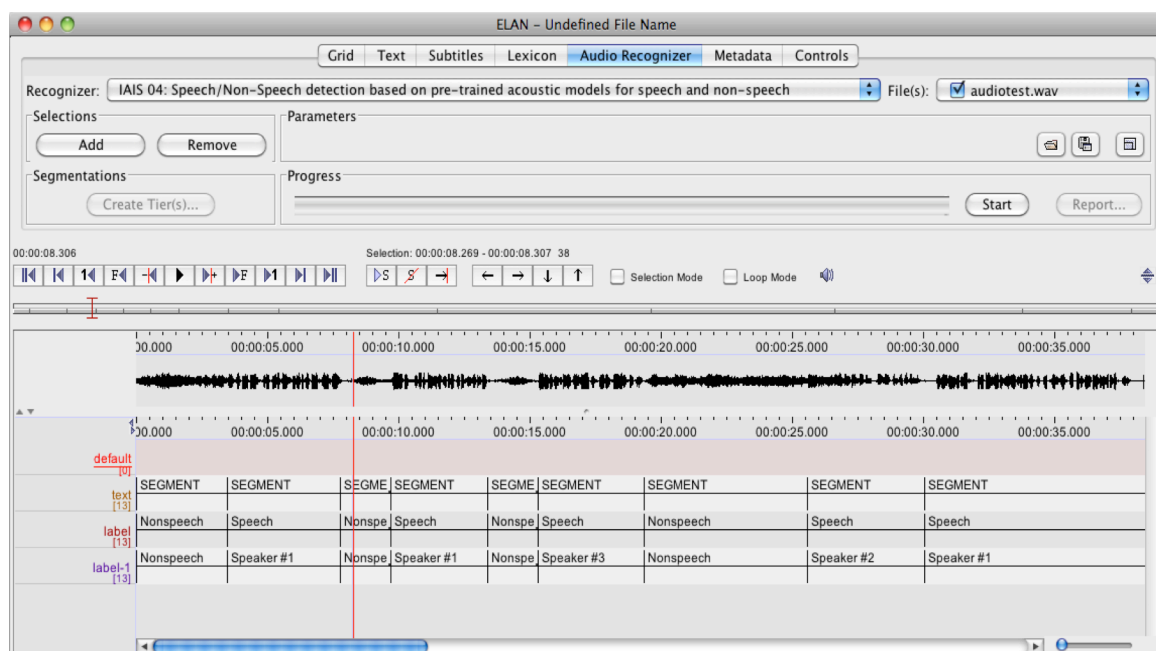 ELAN – Undefined File Name
Grid Text Subtitles Lexicon Audio Recognizer Metadata Controls
Recognizer: IAIS 04: Speech/Non-Speech detection based on pre-trained acoustic models for speech and non-speech File(s): audiotest.wav
Selections Parameters
Add Remove
Segmentations Progress
Create Tier(s)... Start Report...
00:00:08.306 Selection: 00:00:08.269 - 00:00:08.307 38
1 F + F 1 S S Selection Mode Loop Mode
00.000 00:00:05.000 00:00:10.000 00:00:15.000 00:00:20.000 00:00:25.000 00:00:30.000 00:00:35.000
00.000 00:00:05.000 00:00:10.000 00:00:15.000 00:00:20.000 00:00:25.000 00:00:30.000 00:00:35.000
default
[0]
SEGMENT SEGMENT SEGME SEGMENT SEGME SEGMENT SEGMENT SEGMENT SEGMENT
text
[13]
Nonspeech Speech Nonspe Speech Nonspe Speech Nonspeech Speech Speech
label
[13]
Nonspeech Speaker #1 Nonspe Speaker #1 Nonspe Speaker #3 Nonspeech Speaker #2 Speaker #1
label-1
[13]